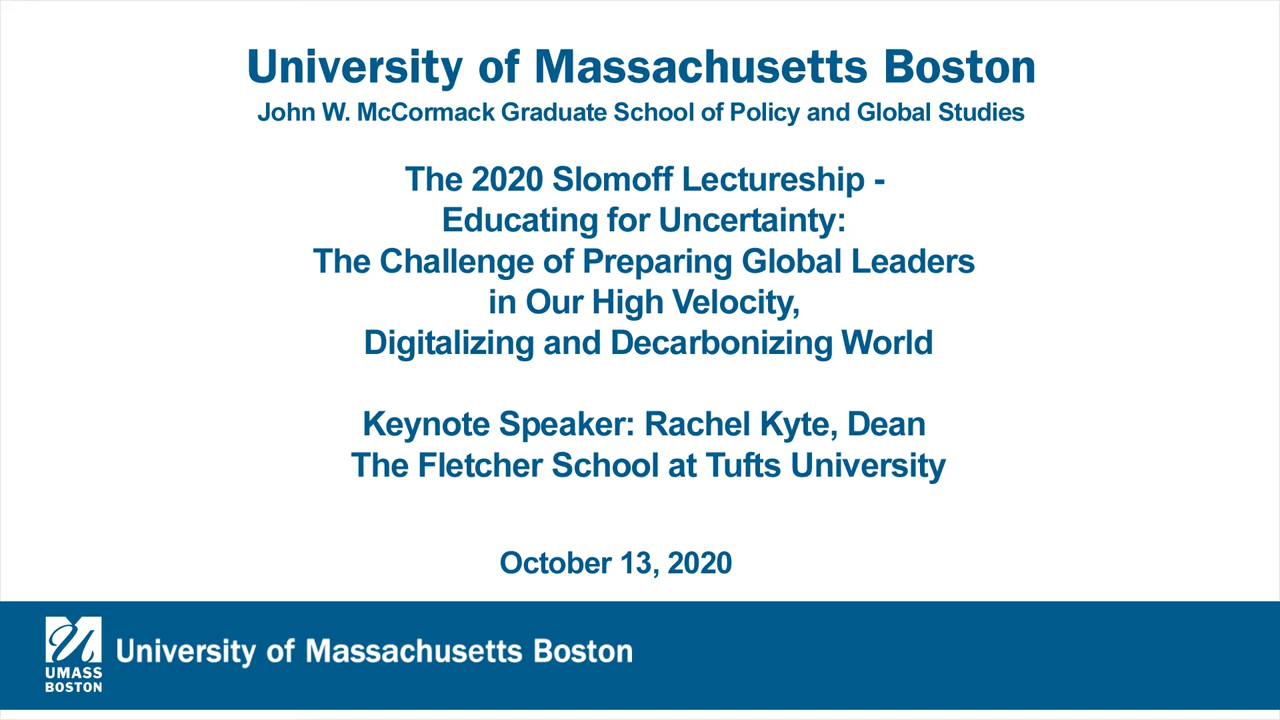 University of Massachusetts Boston
John W. McCormack Graduate School of Policy and Global Studies
The 2020 Slomoff Lectureship -
Educating for Uncertainty:
The Challenge of Preparing Global Leaders
in Our High Velocity,
Digitalizing and Decarbonizing World
Keynote Speaker: Rachel Kyte, Dean
The Fletcher School at Tufts University
October 13, 2020
University of Massachusetts Boston
UMASS
BOSTON